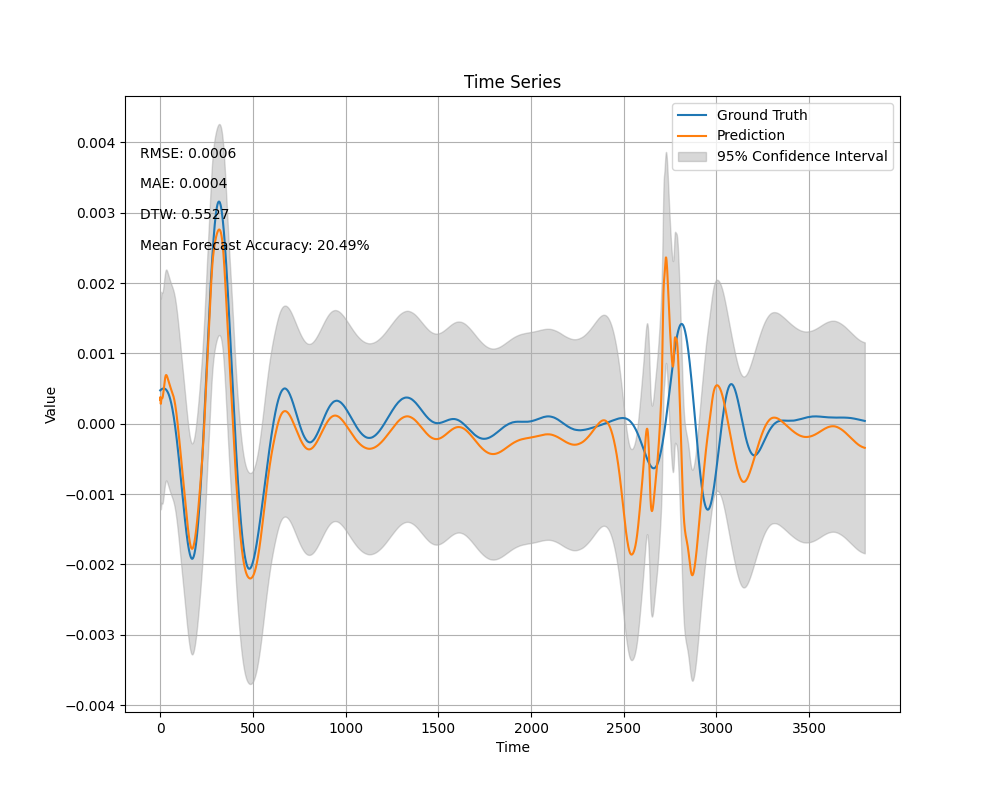 Time Series
Ground Truth
Prediction
95% Confidence Interval
RMSE: 0.0006
MAE: 0.0004
DTW: 0.5527
Mean Forecast Accuracy: 20.49%
Value
0.004
0.003
0.002
0.001
0.000
−0.001
−0.002
−0.003
−0.004
0
500
1000
1500
2000
2500
3000
3500
Time